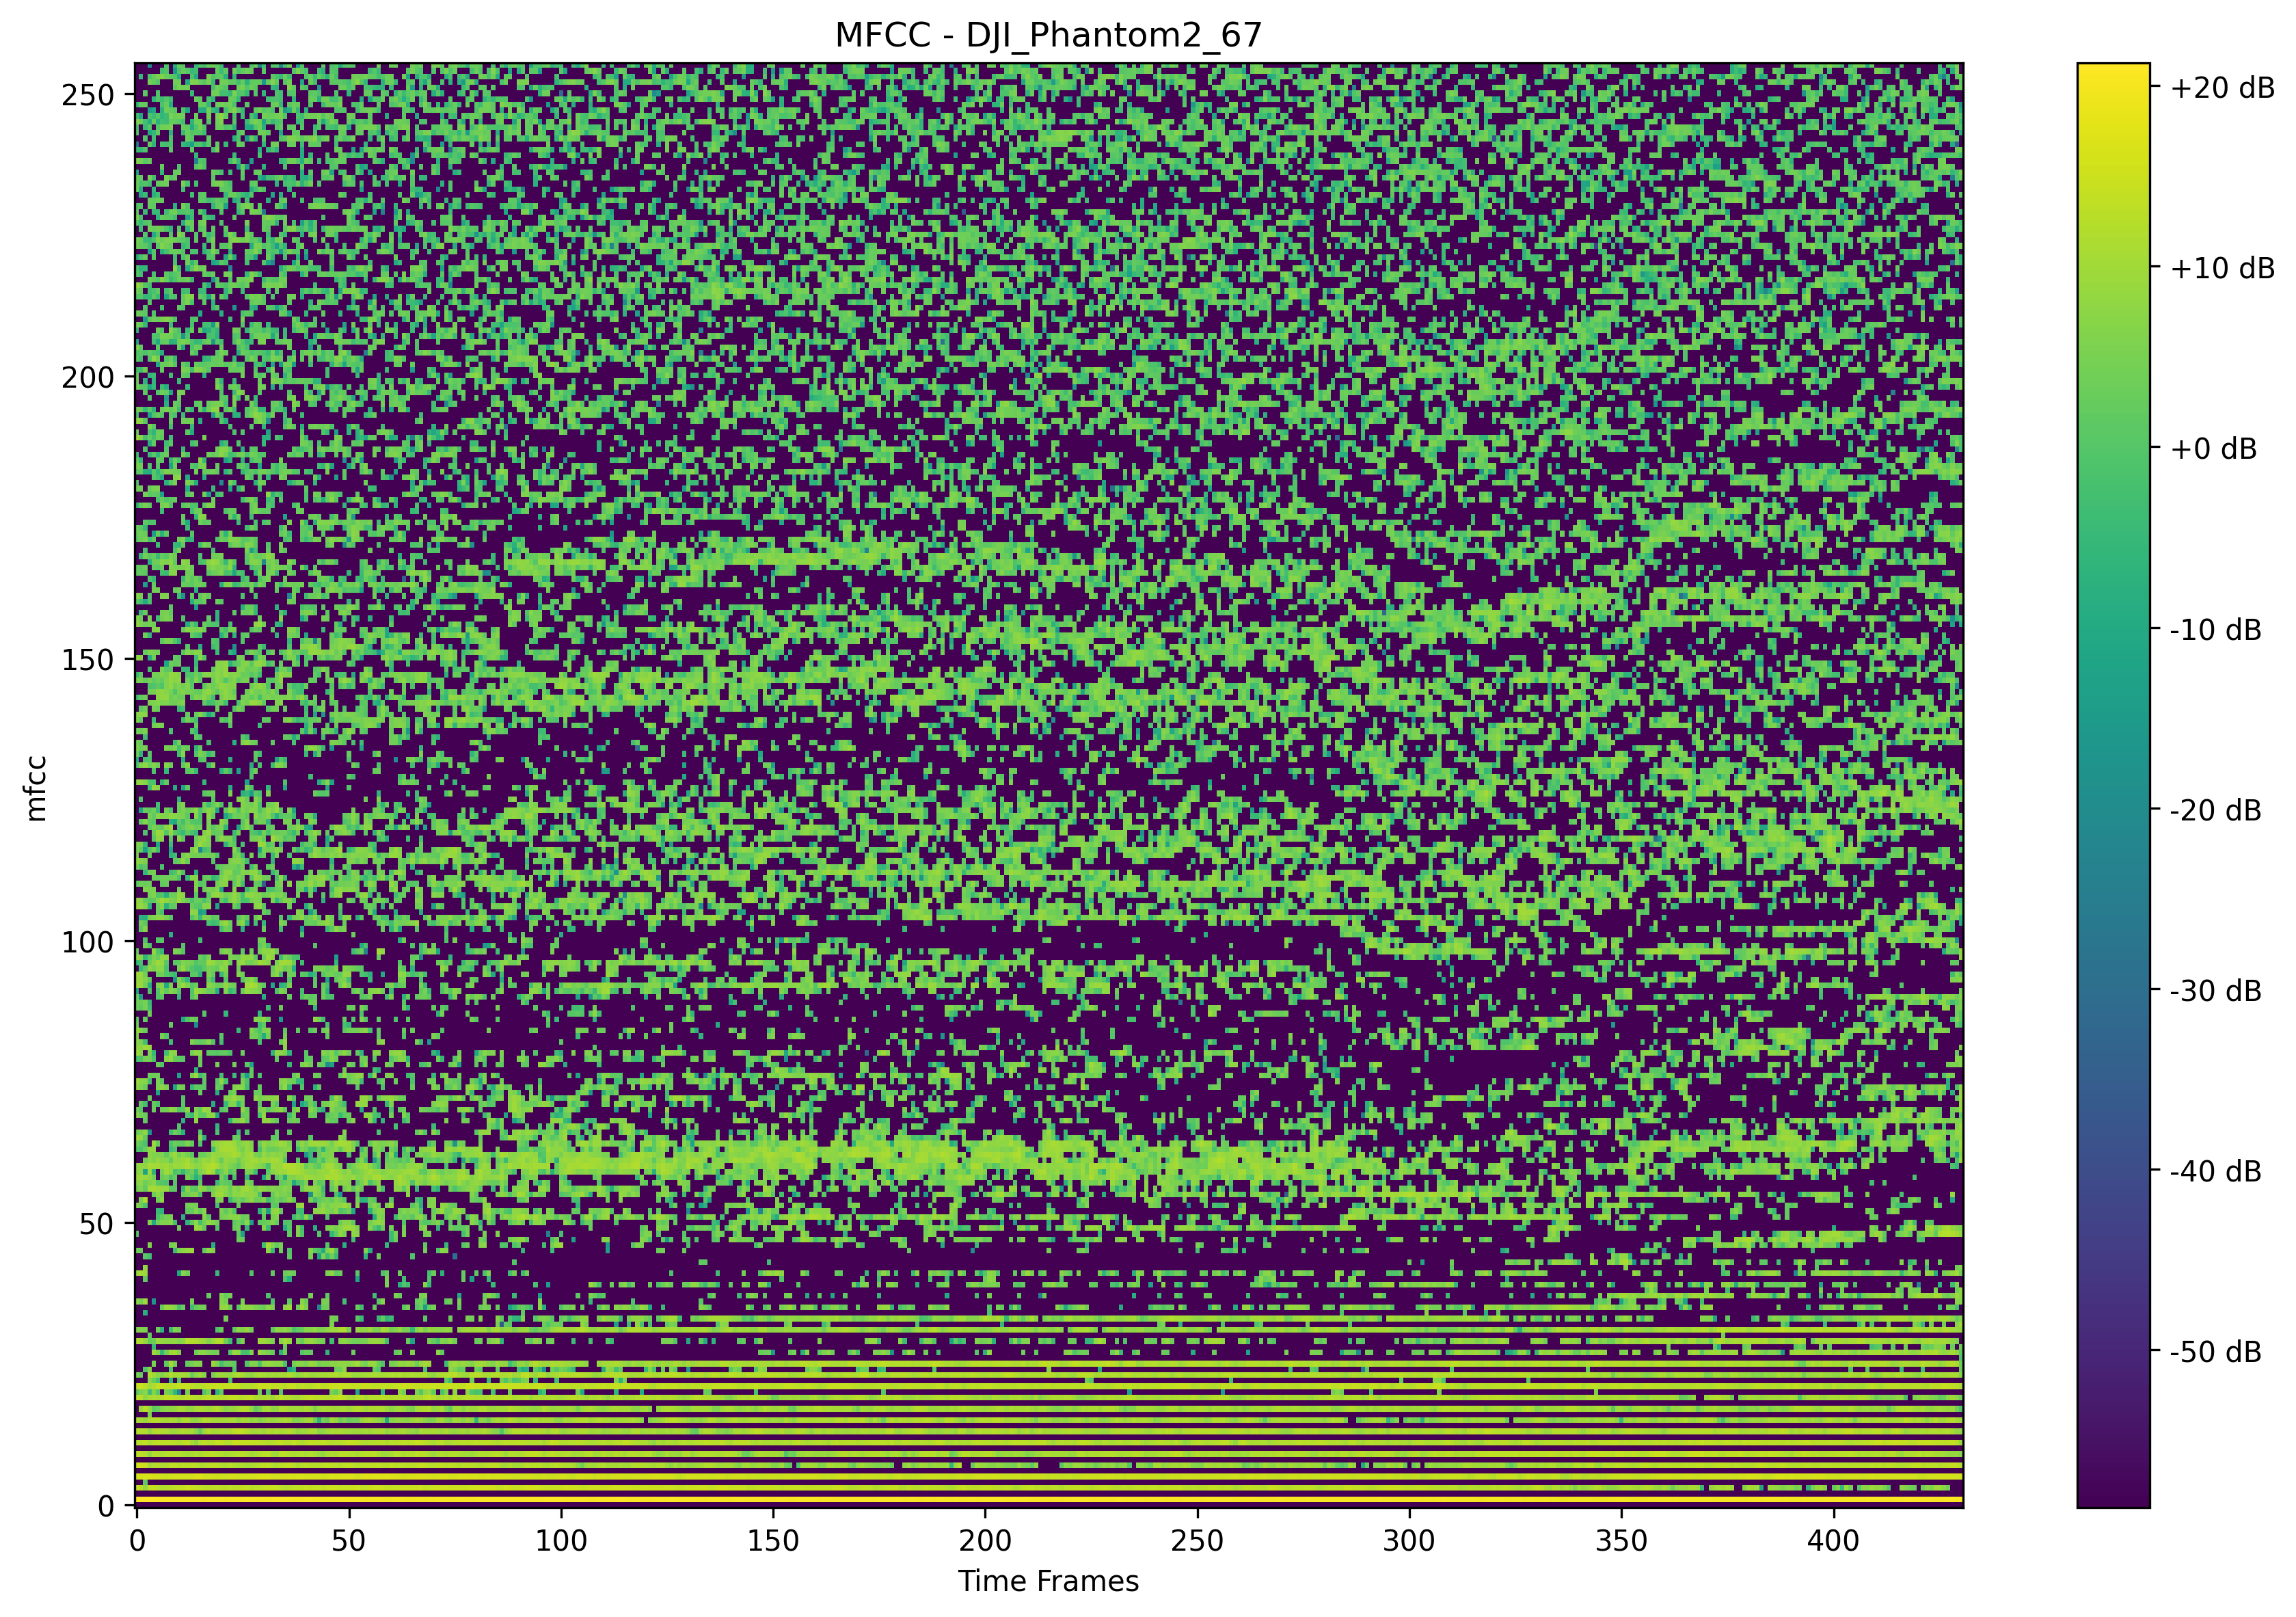 MFCC - DJI_Phantom2_67
250
200
150
100
50
0
mfcc
0 50 100 150 200 250 300 350 400
Time Frames
+20 dB
+10 dB
+0 dB
-10 dB
-20 dB
-30 dB
-40 dB
-50 dB